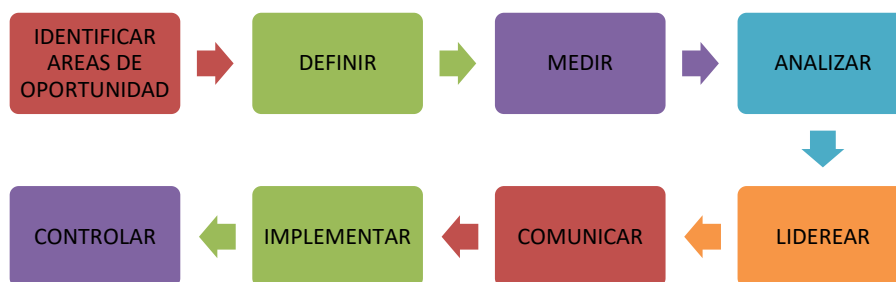 IDENTIFICAR
AREAS DE
OPORTUNIDAD
DEFINIR
MEDIR
ANALIZAR
LIDEREAR
COMUNICAR
IMPLEMENTAR
CONTROLAR